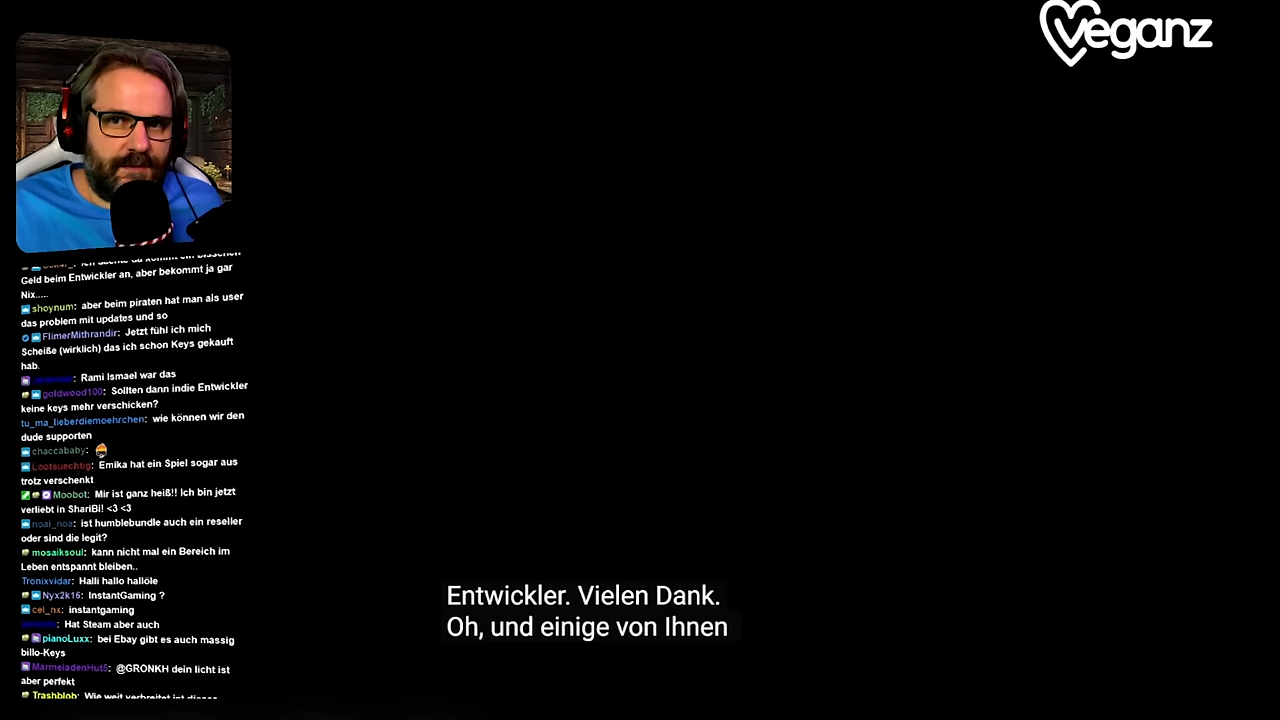 veganz
Geld beim Entwickler an, aber bekommt ja gar
Nix.....
shoynum: aber beim piraten hat man als user
das problem mit updates und so
FlimerMithrandir: Jetzt fühl ich mich
Scheiße (wirklich) das ich schon Keys gekauft
hab.
: Rami Ismael war das
goldwood100: Sollten dann indie Entwickler
keine keys mehr verschicken?
tu_ma_lieberdiemoehrchen: wie können wir den
dude supporten
chaccababy:
Lootsuechtig: Emika hat ein Spiel sogar aus
trotz verschenkt
Moobot: Mir ist ganz heiß!! Ich bin jetzt
verliebt in ShariBi! <3 <3
noai_noa: ist humblebundle auch ein reseller
oder sind die legit?
mosaiksoul: kann nicht mal ein Bereich im
Leben entspannt bleiben..
Tronixvidar: Halli hallo hallöle
Nyx2k16: InstantGaming ?
cel_nx: instantgaming
: Hat Steam aber auch
pianoLuxx: bei Ebay gibt es auch massig
billo-Keys
MarmeladenHut5: @GRONKH dein licht ist
aber perfekt
Trashblob: Wie weit verbreitet ist dieses
Entwickler. Vielen Dank.
Oh, und einige von Ihnen